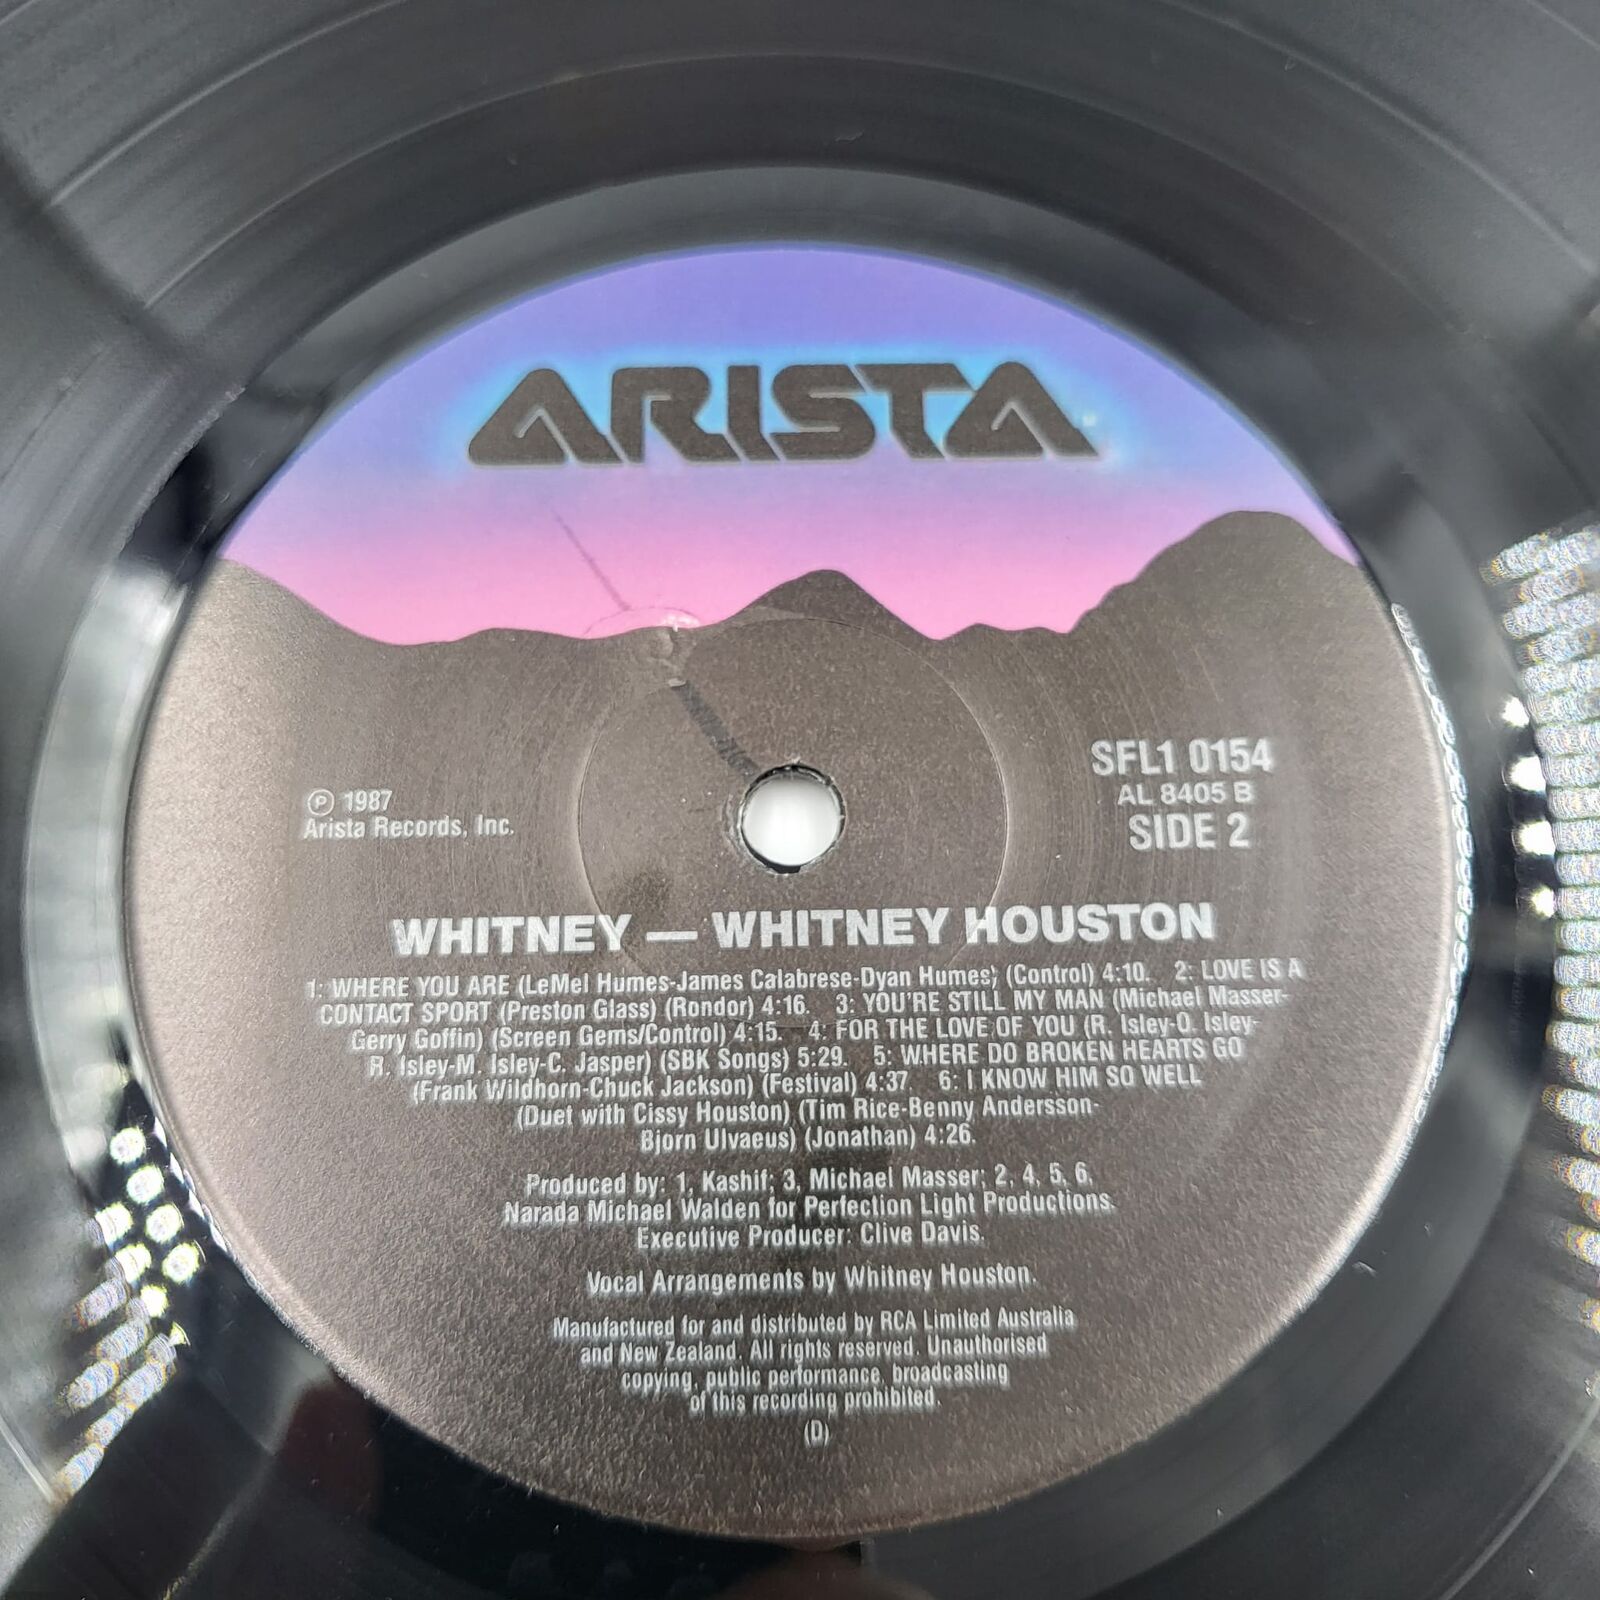 ARISTA
SFL1 0154
AL 8405 B
SIDE 2
℗ 1987
Arista Records, Inc.
WHITNEY — WHITNEY HOUSTON
1: WHERE YOU ARE (LeMel Humes-James Calabrese-Dyan Humes) (Control) 4:10. 2: LOVE IS A
CONTACT SPORT (Preston Glass) (Rondor) 4:16. 3: YOU'RE STILL MY MAN (Michael Masser-
Gerry Goffin) (Screen Gems/Control) 4:15. 4: FOR THE LOVE OF YOU (R. Isley-O. Isley-
R. Isley-M. Isley-C. Jasper) (SBK Songs) 5:29. 5: WHERE DO BROKEN HEARTS GO
(Frank Wildhorn-Chuck Jackson) (Festival) 4:37. 6: I KNOW HIM SO WELL
(Duet with Cissy Houston) (Tim Rice-Benny Andersson-
Bjorn Ulvaeus) (Jonathan) 4:26.
Produced by: 1, Kashif; 3, Michael Masser; 2, 4, 5, 6,
Narada Michael Walden for Perfection Light Productions.
Executive Producer: Clive Davis.
Vocal Arrangements by Whitney Houston.
Manufactured for and distributed by RCA Limited Australia
and New Zealand. All rights reserved. Unauthorised
copying, public performance, broadcasting
of this recording prohibited.
(D)